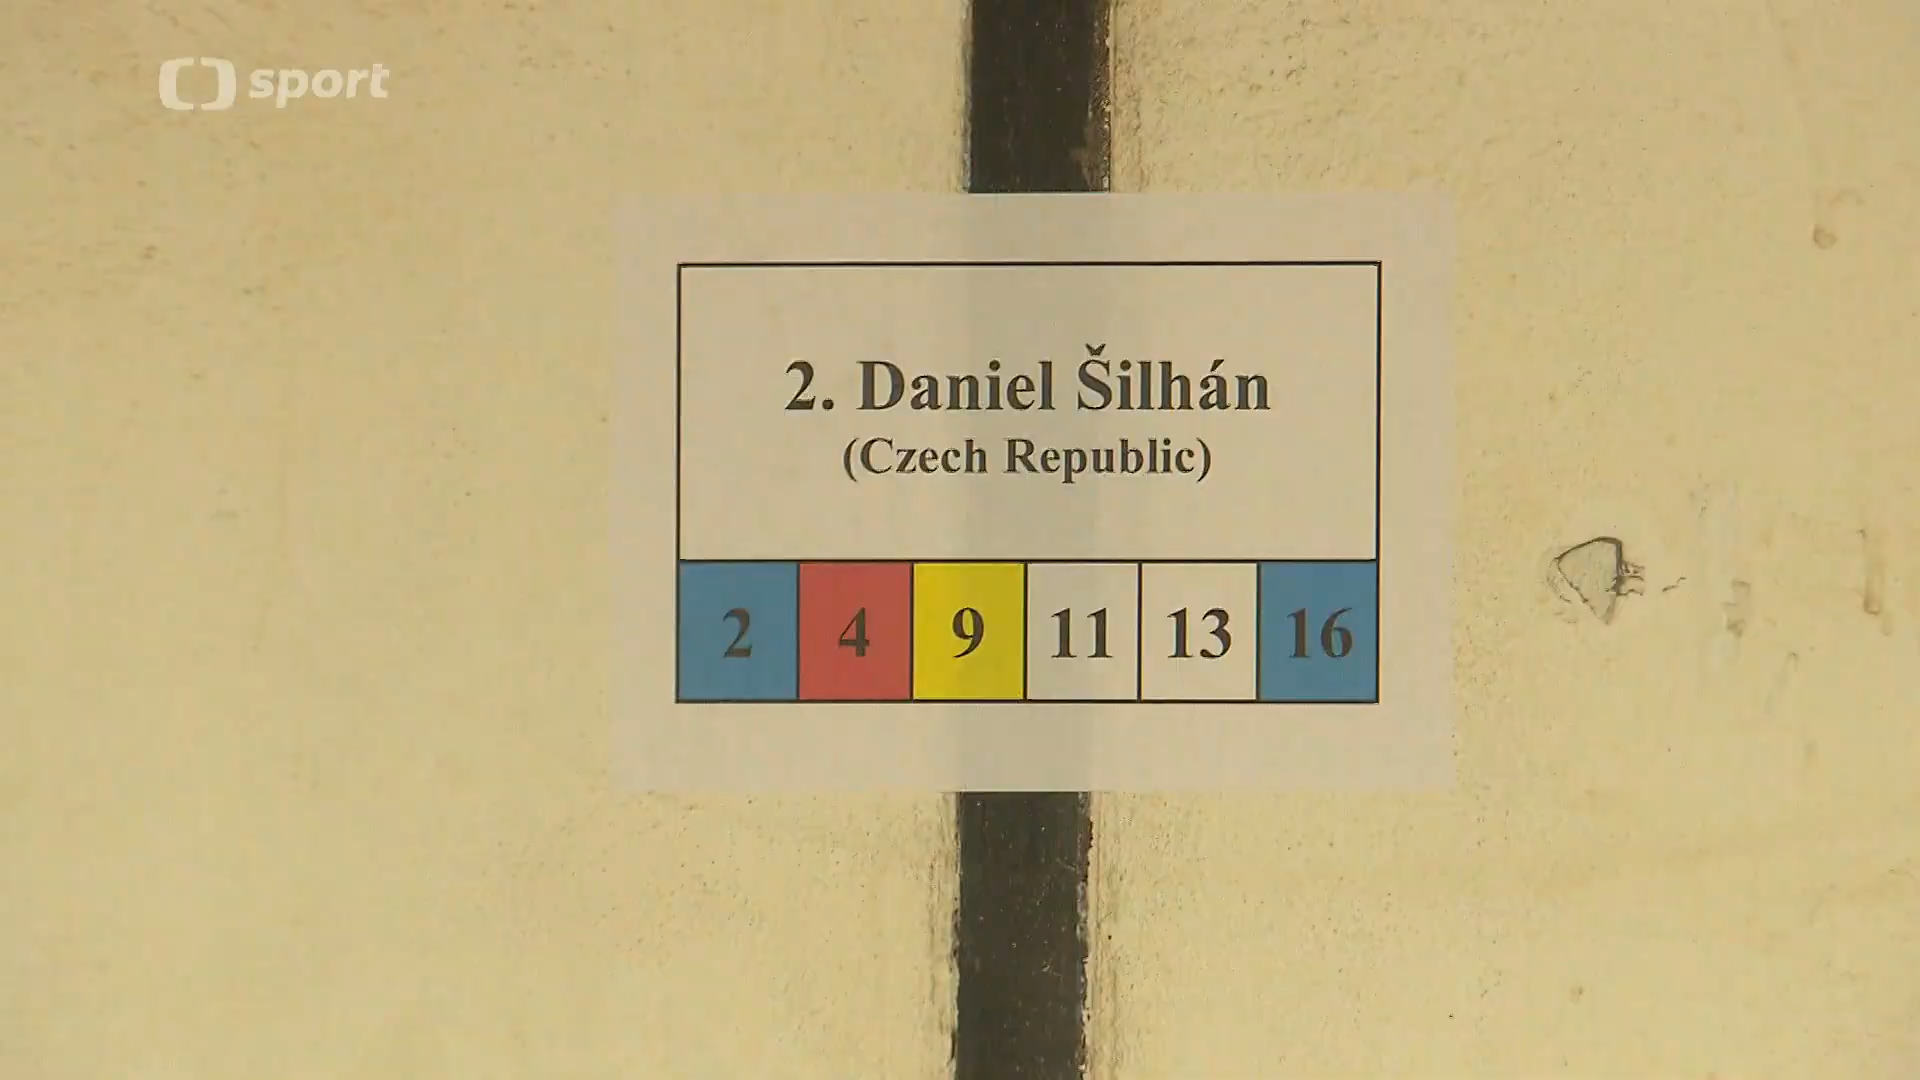 sport
2. Daniel Šilhán
(Czech Republic)
2 4 9 11 13 16